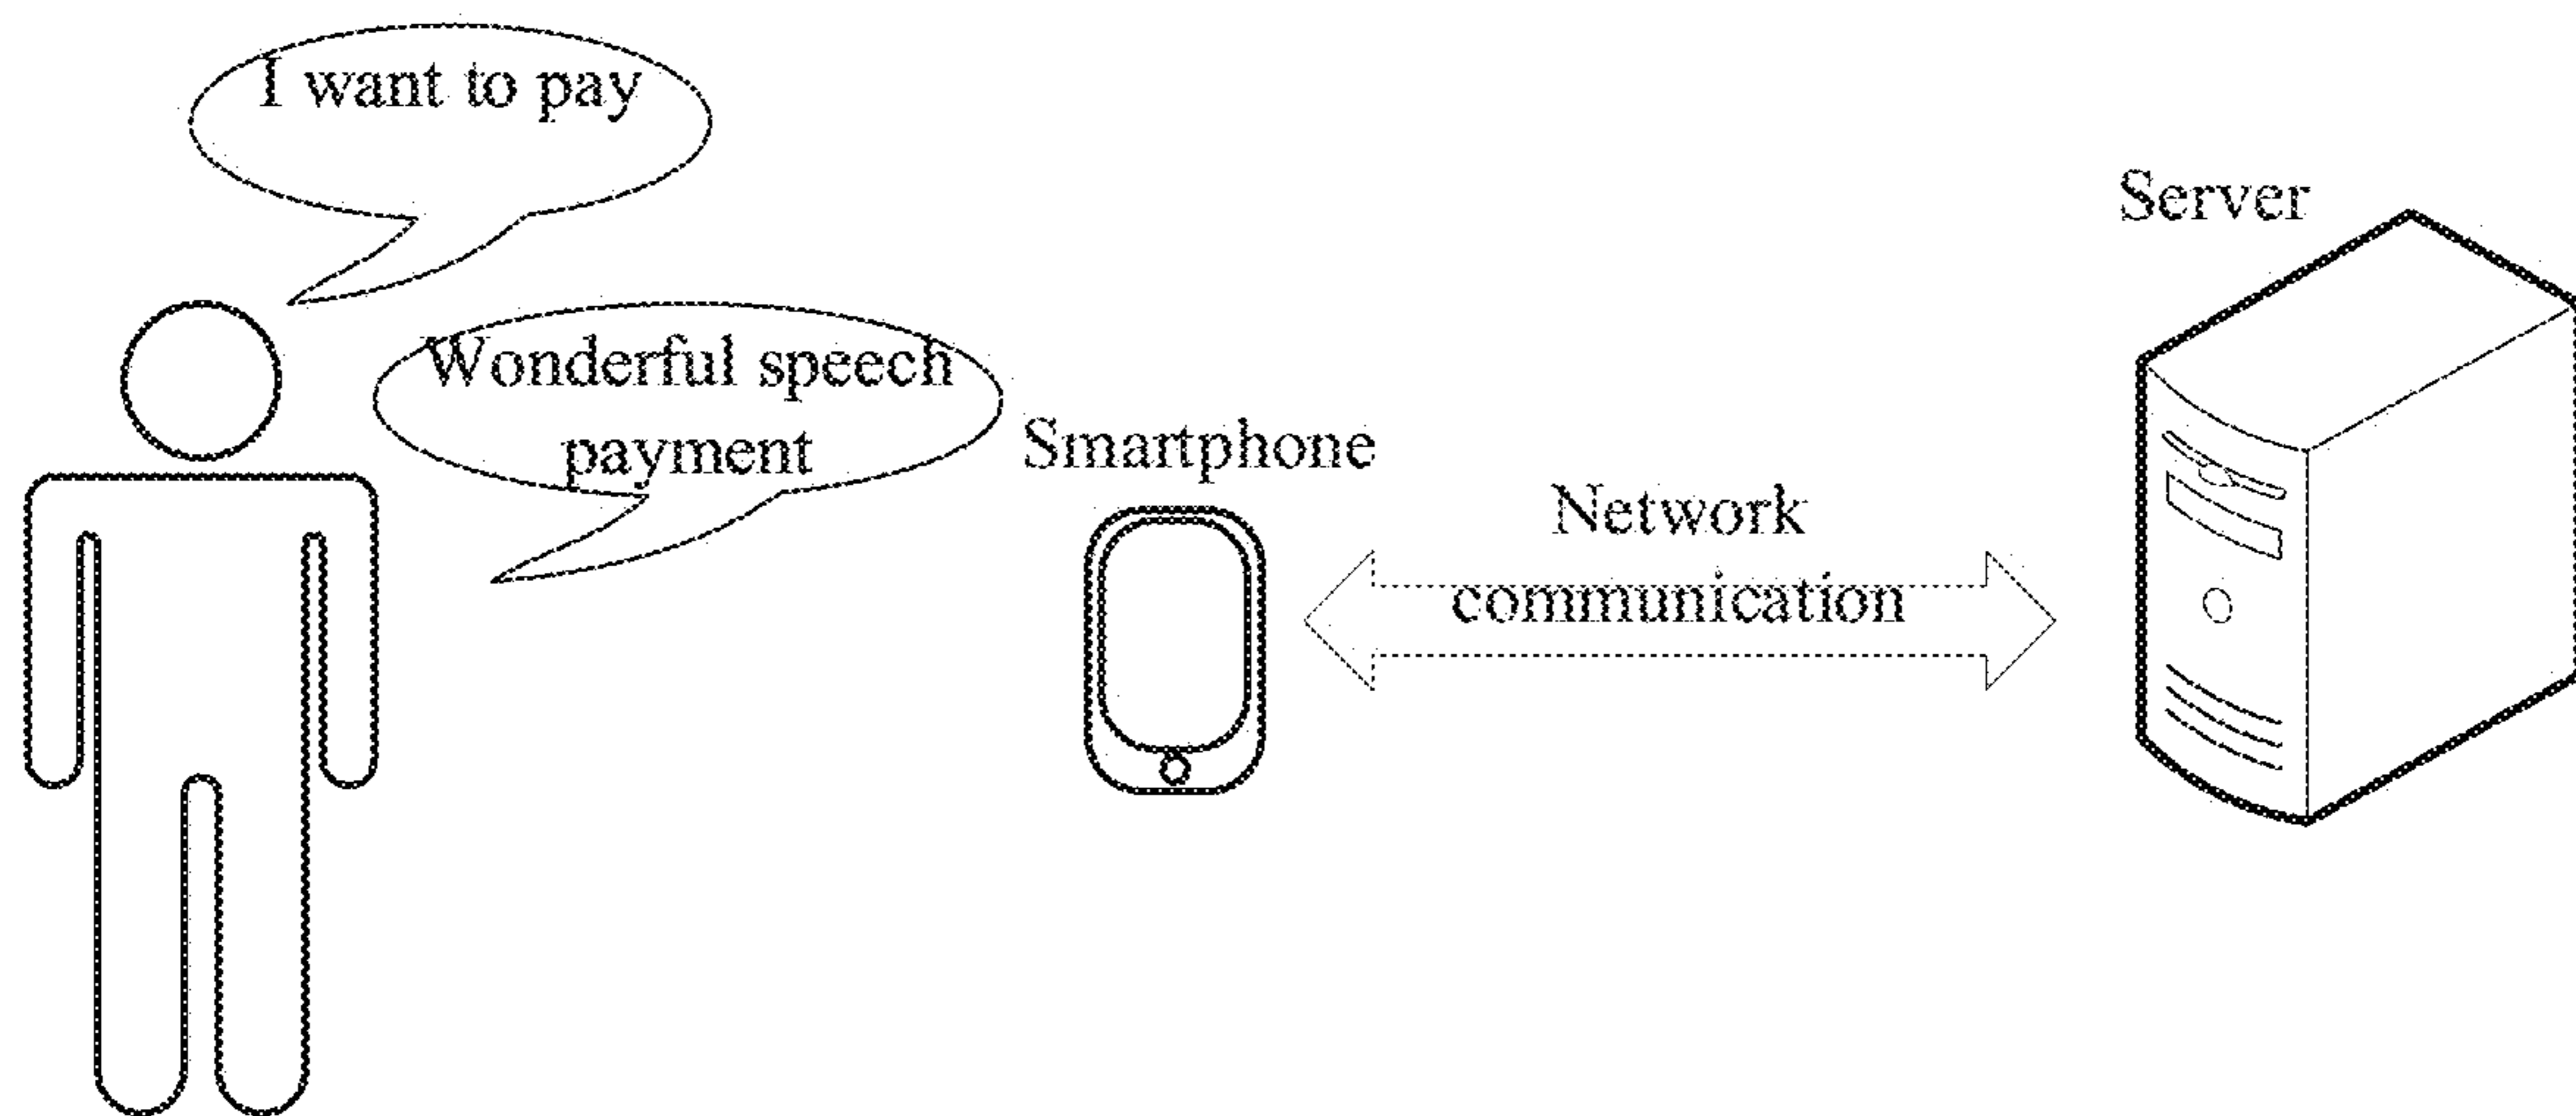 I want to pay
Server
Wonderful speech
payment
Smartphone
Network
communication